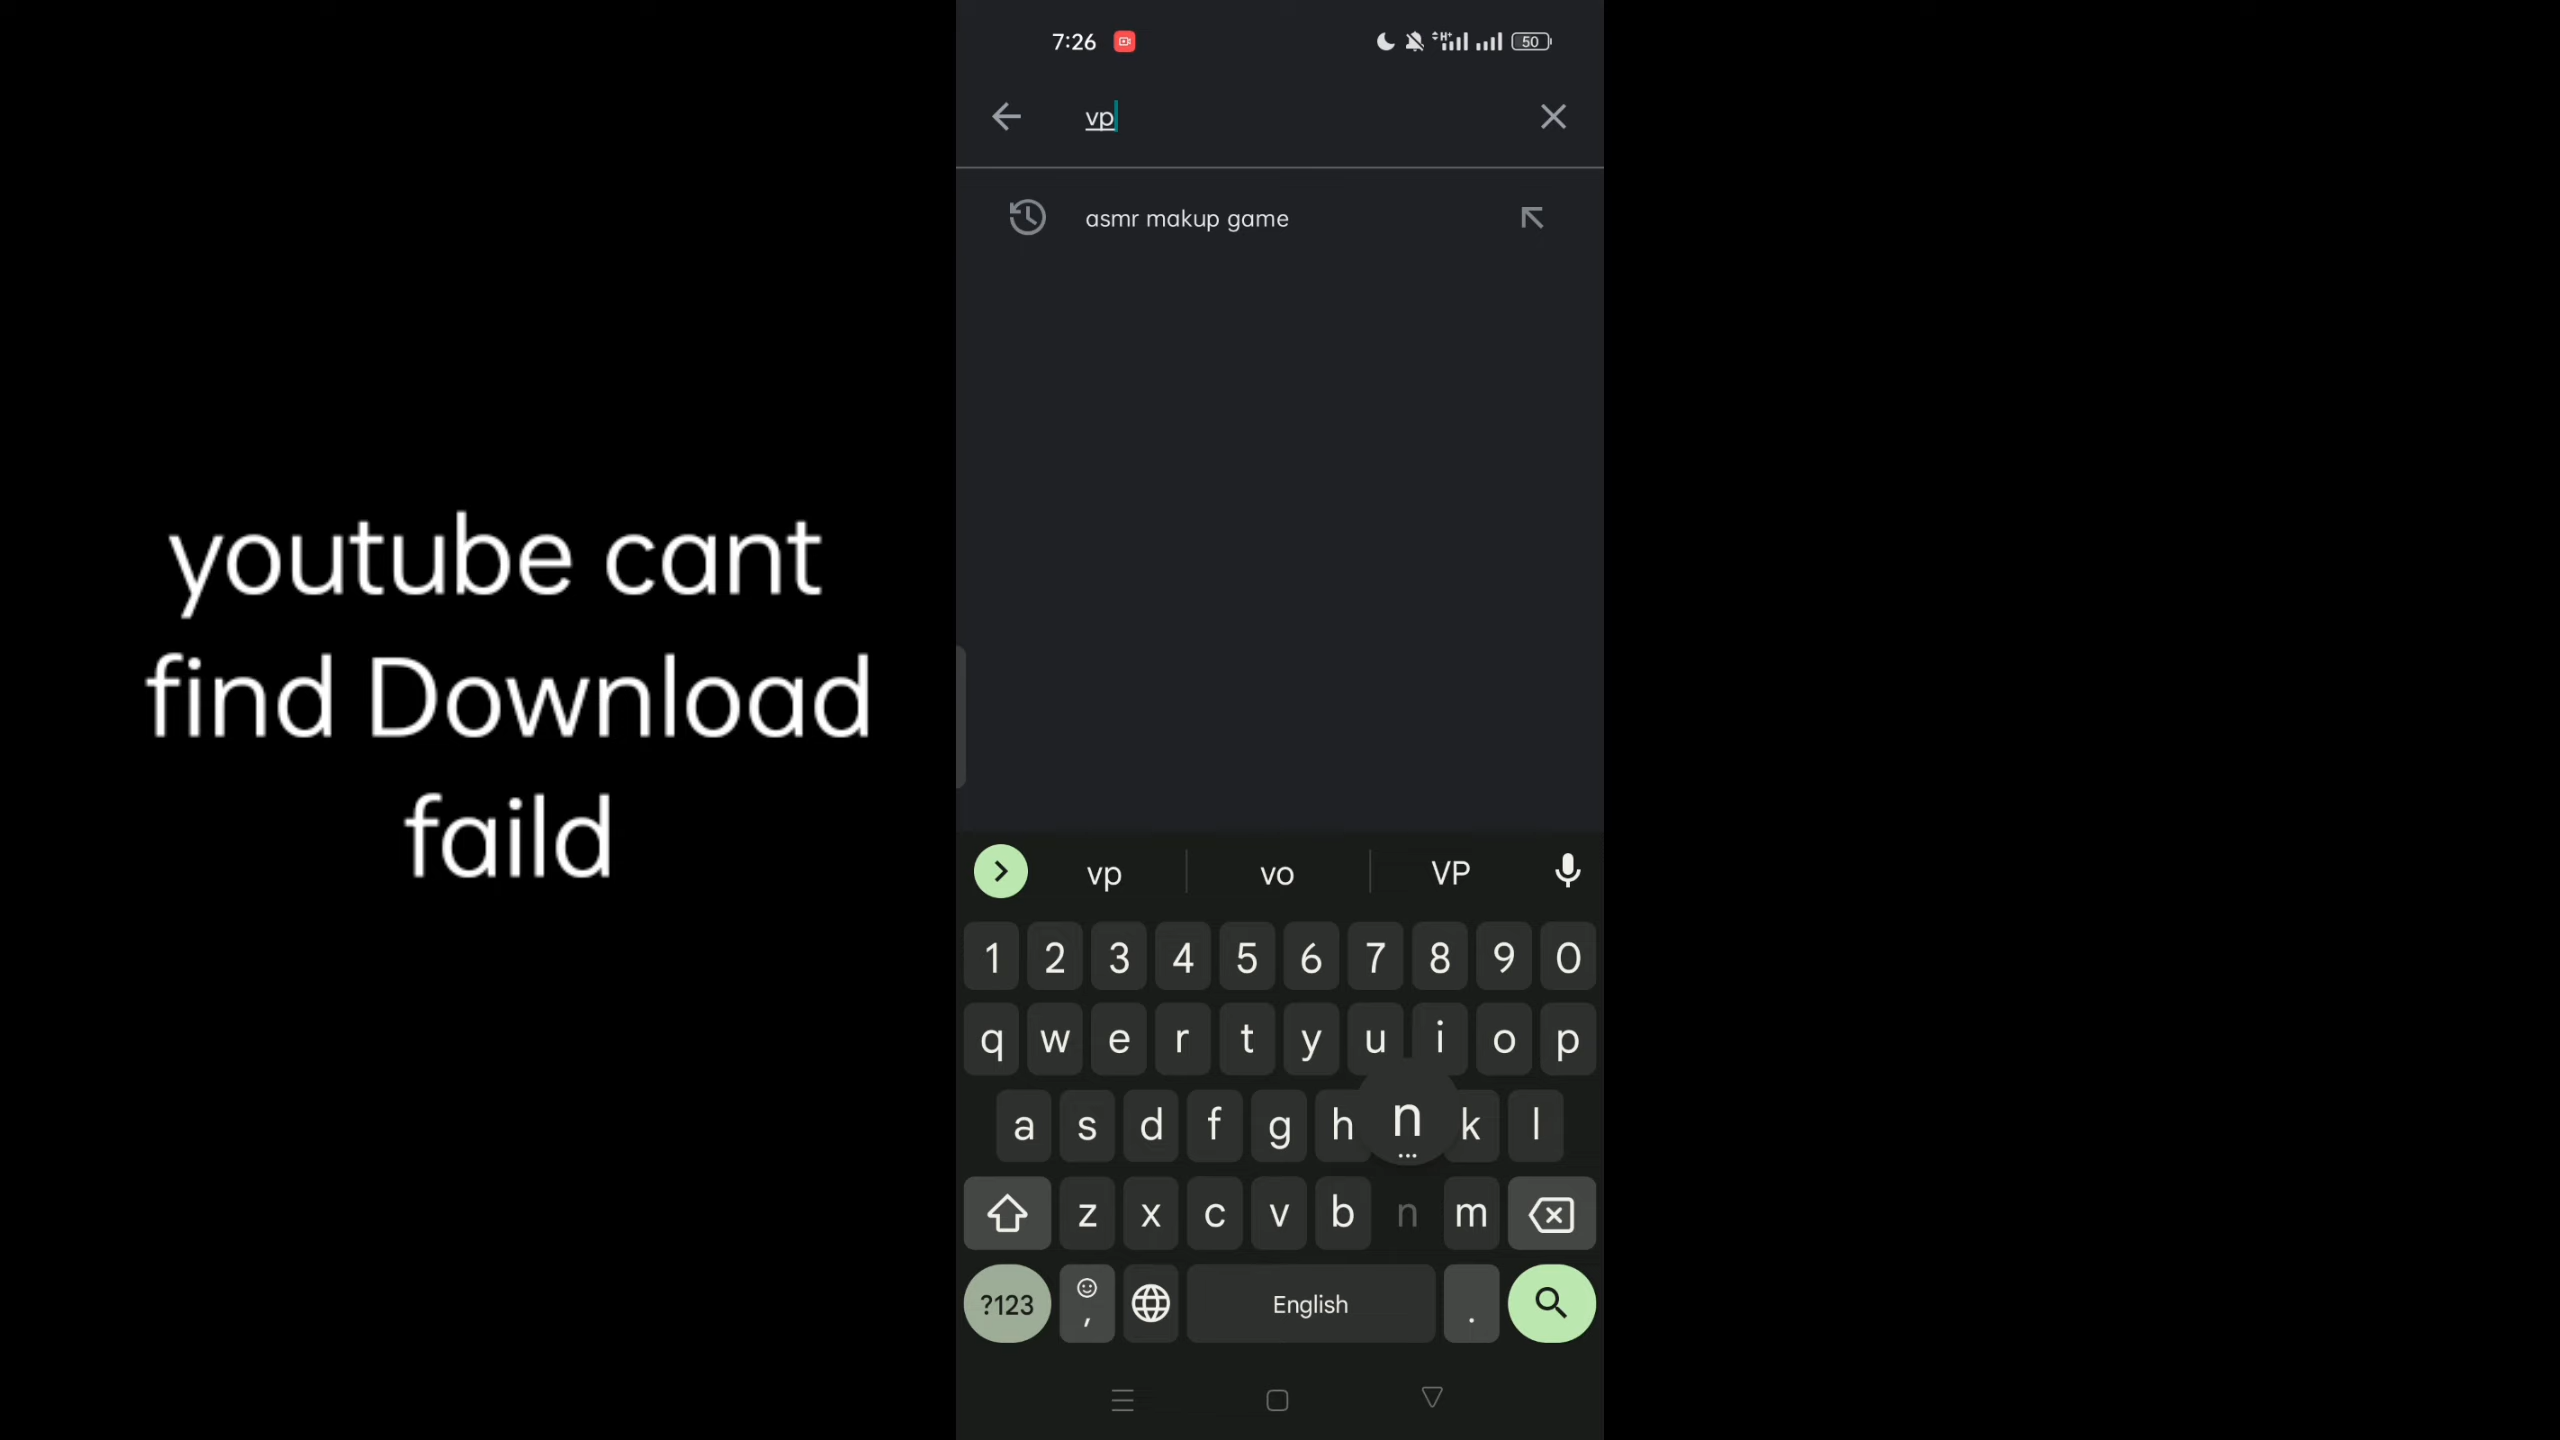 7:26
H+
50
vp
asmr makup game
youtube cant
find Download
faild
vp vo VP
1 2 3 4 5 6 7 8 9 0
q w e r t y u i o p
a s d f g h n k l
z x c v b n m
?123 , English .